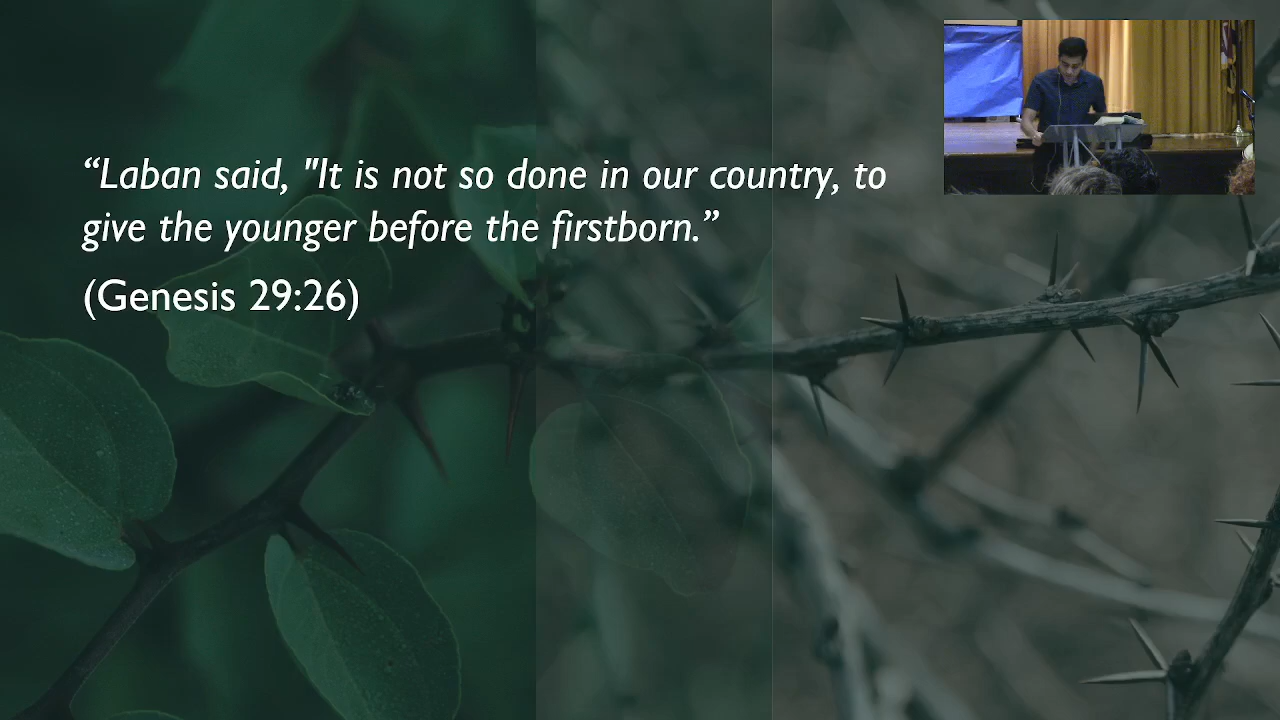 “Laban said, "It is not so done in our country, to
give the younger before the firstborn.”
(Genesis 29:26)